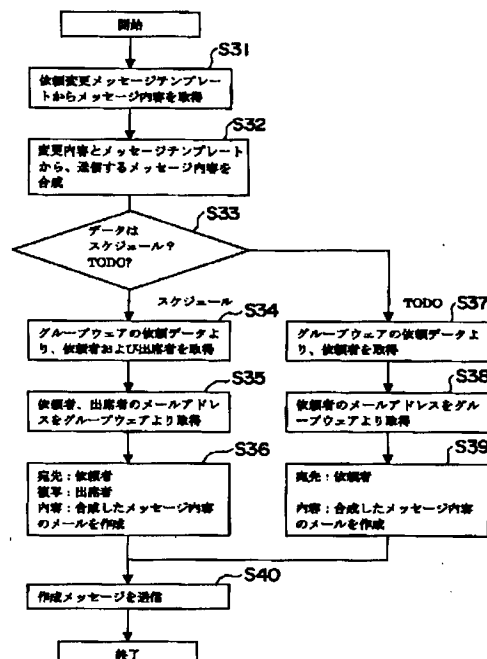 開始
S31
依頼変更メッセージテンプレー
トからメッセージ内容を取得
S32
変更内容とメッセージテンプレート
から、送信するメッセージ内容を
合成
S33
データは
スケジュール?
TODO?
スケジュール
S34
グループウェアの依頼データ
より、依頼者および出席者を取得
S35
依頼者、出席者のメールアドレ
スをグループウェアより取得
S36
宛先:依頼者
複写:出席者
内容:合成したメッセージ内容
のメールを作成
TODO
S37
グループウェアの依頼データよ
り、依頼者を取得
S38
依頼者のメールアドレスをグル
ープウェアより取得
S39
宛先:依頼者
内容:合成したメッセージ内容
のメールを作成
S40
作成メッセージを送信
終了